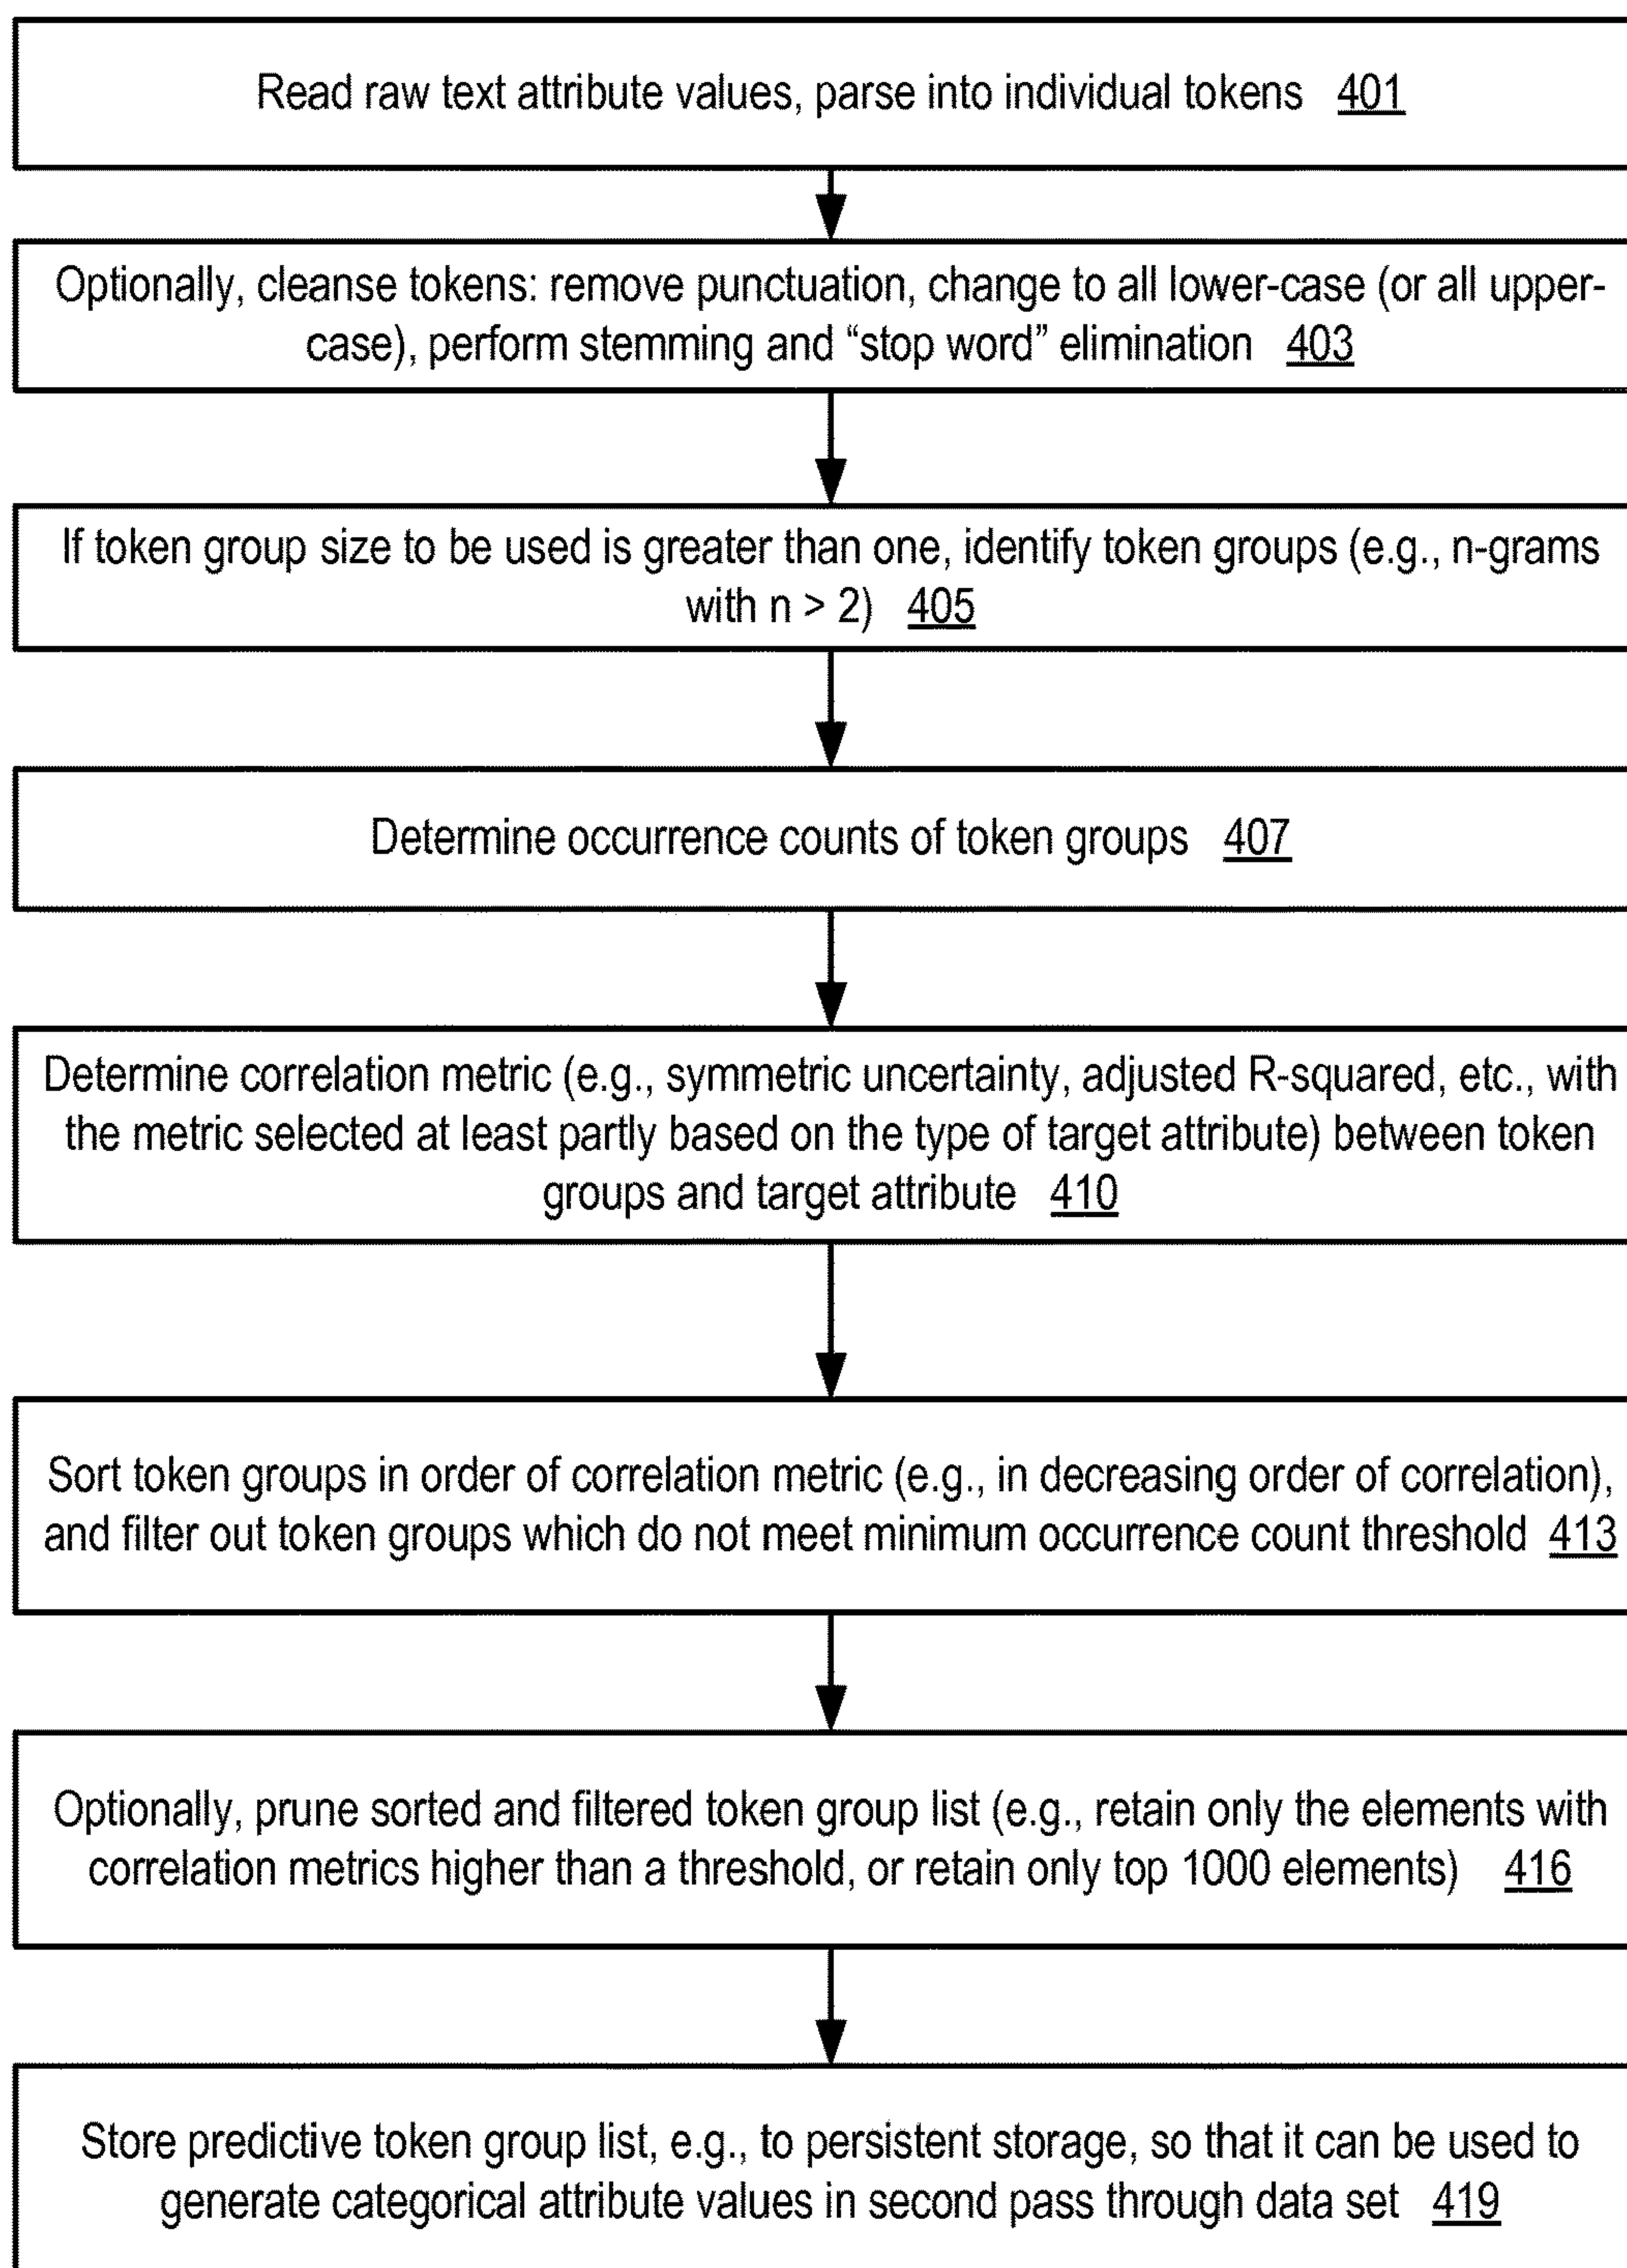 Read raw text attribute values, parse into individual tokens 401
Optionally, cleanse tokens: remove punctuation, change to all lower-case (or all upper-
case), perform stemming and “stop word” elimination 403
If token group size to be used is greater than one, identify token groups (e.g., n-grams
with n > 2) 405
Determine occurrence counts of token groups 407
Determine correlation metric (e.g., symmetric uncertainty, adjusted R-squared, etc., with
the metric selected at least partly based on the type of target attribute) between token
groups and target attribute 410
Sort token groups in order of correlation metric (e.g., in decreasing order of correlation),
and filter out token groups which do not meet minimum occurrence count threshold 413
Optionally, prune sorted and filtered token group list (e.g., retain only the elements with
correlation metrics higher than a threshold, or retain only top 1000 elements) 416
Store predictive token group list, e.g., to persistent storage, so that it can be used to
generate categorical attribute values in second pass through data set 419